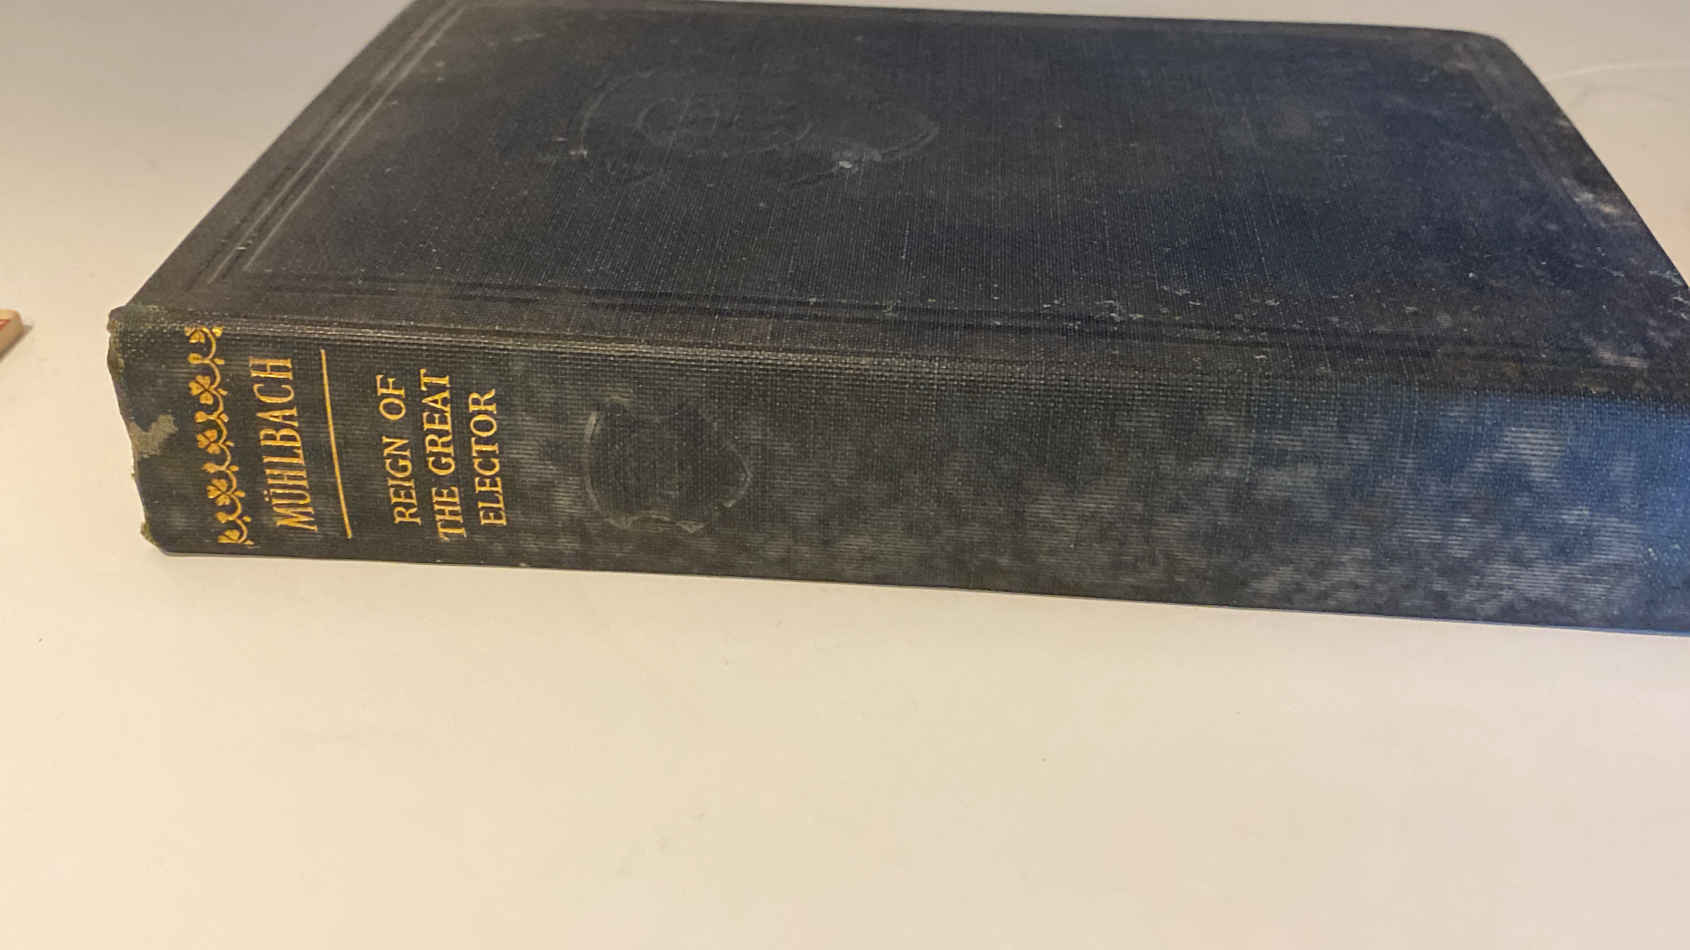 MÜHLBACH
REIGN OF
THE GREAT
ELECTOR